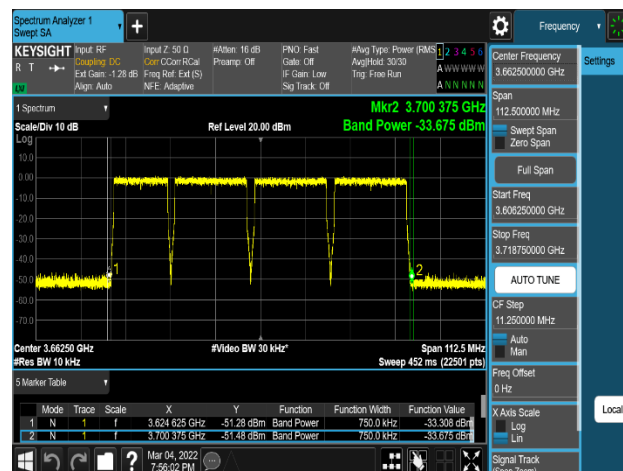 Spectrum Analyzer 1
Swept SA
Frequency
KEYSIGHT
R T
LVI
Input: RF
Coupling: DC
Ext Gain: -1.28 dB
Align: Auto
Input Z: 50 Ω
Corr CCorr RCal
Freq Ref: Ext (S)
NFE: Adaptive
#Atten: 16 dB
Preamp: Off
PNO: Fast
Gate: Off
IF Gain: Low
Sig Track: Off
#Avg Type: Power (RMS
Avg|Hold: 30/30
Trig: Free Run
1 2 3 4 5 6
A W W W W W
A N N N N N
1 Spectrum
Scale/Div 10 dB
Log
Ref Level 20.00 dBm
Mkr2 3.700 375 GHz
Band Power -33.675 dBm
10.0
0.00
-10.0
-20.0
-30.0
-40.0
-50.0
-60.0
-70.0
1
2
Center 3.66250 GHz
#Res BW 10 kHz
#Video BW 30 kHz*
Span 112.5 MHz
Sweep 452 ms (22501 pts)
5 Marker Table
Mode Trace Scale X Y Function Function Width Function Value
1 N 1 f 3.624 625 GHz -51.28 dBm Band Power 750.0 kHz -33.308 dBm
2 N 1 f 3.700 375 GHz -51.48 dBm Band Power 750.0 kHz -33.675 dBm
Mar 04, 2022
7:56:02 PM
Center Frequency
3.662500000 GHz
Settings
Span
112.500000 MHz
Swept Span
Zero Span
Full Span
Start Freq
3.606250000 GHz
Stop Freq
3.718750000 GHz
AUTO TUNE
CF Step
11.250000 MHz
Auto
Man
Freq Offset
0 Hz
X Axis Scale
Log
Lin
Local
Signal Track
(Span Zoom)